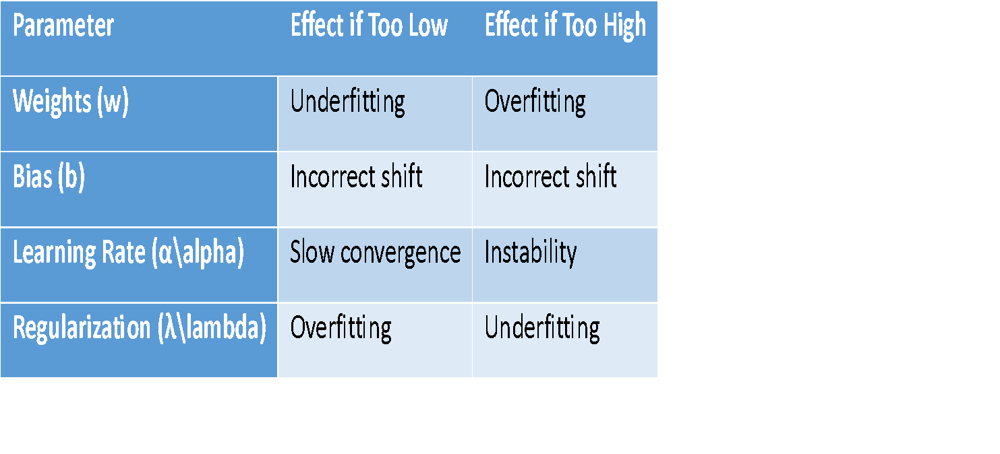 Parameter Effect if Too Low Effect if Too High
Weights (w) Underfitting Overfitting
Bias (b) Incorrect shift Incorrect shift
Learning Rate (α\alpha) Slow convergence Instability
Regularization (λ\lambda) Overfitting Underfitting